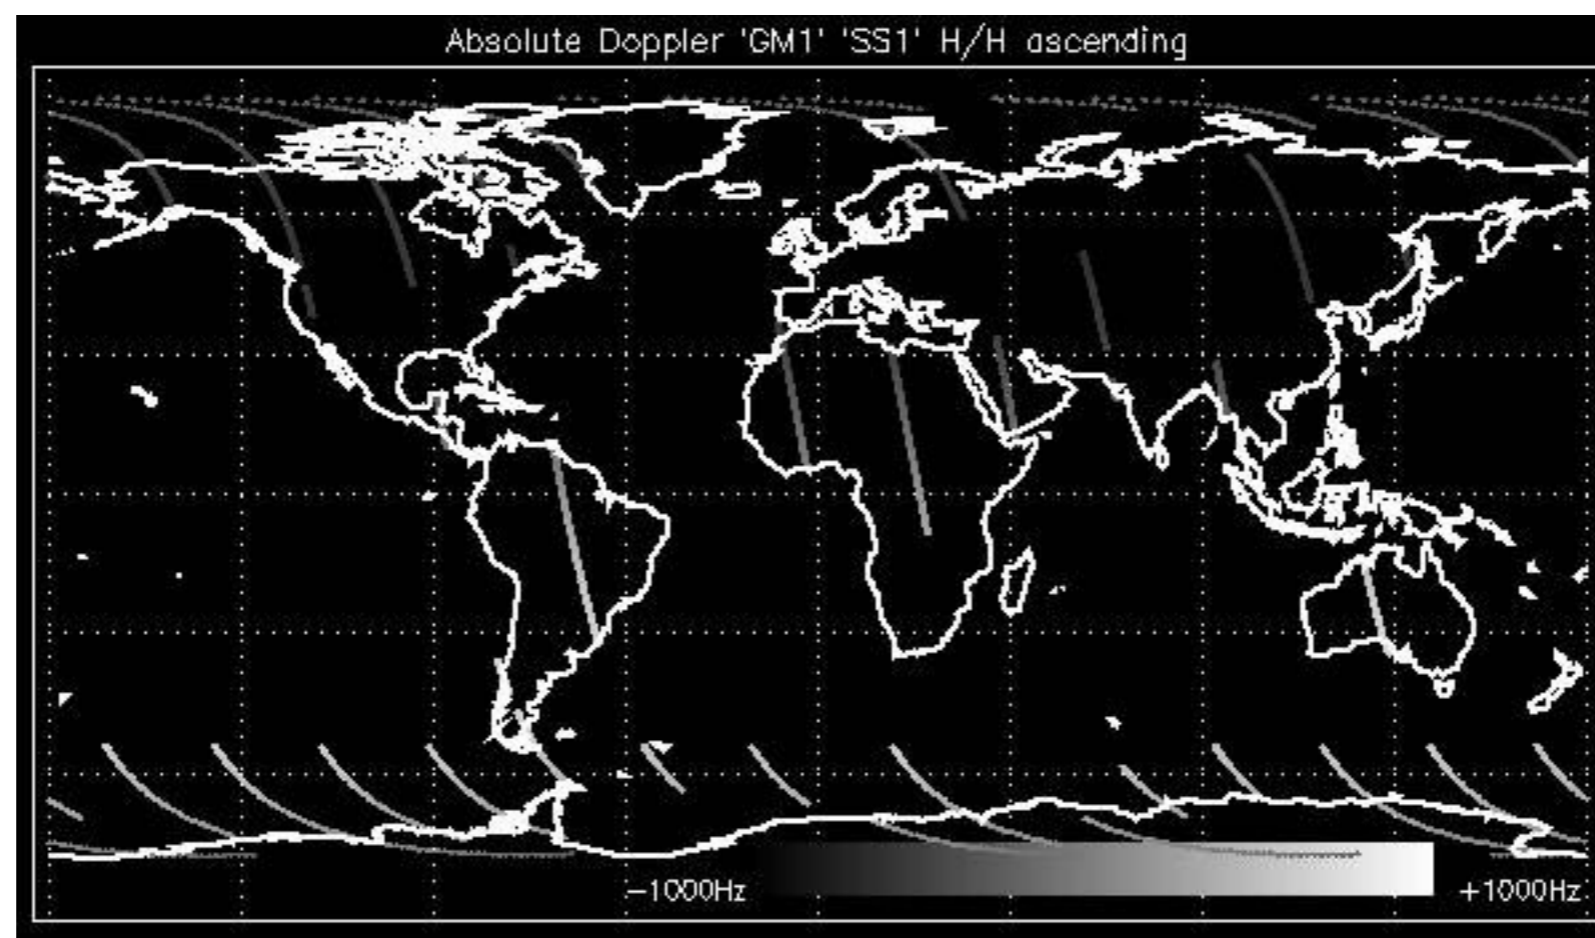 Absolute Doppler 'GM1' 'SS1' H/H ascending
−1000Hz +1000Hz